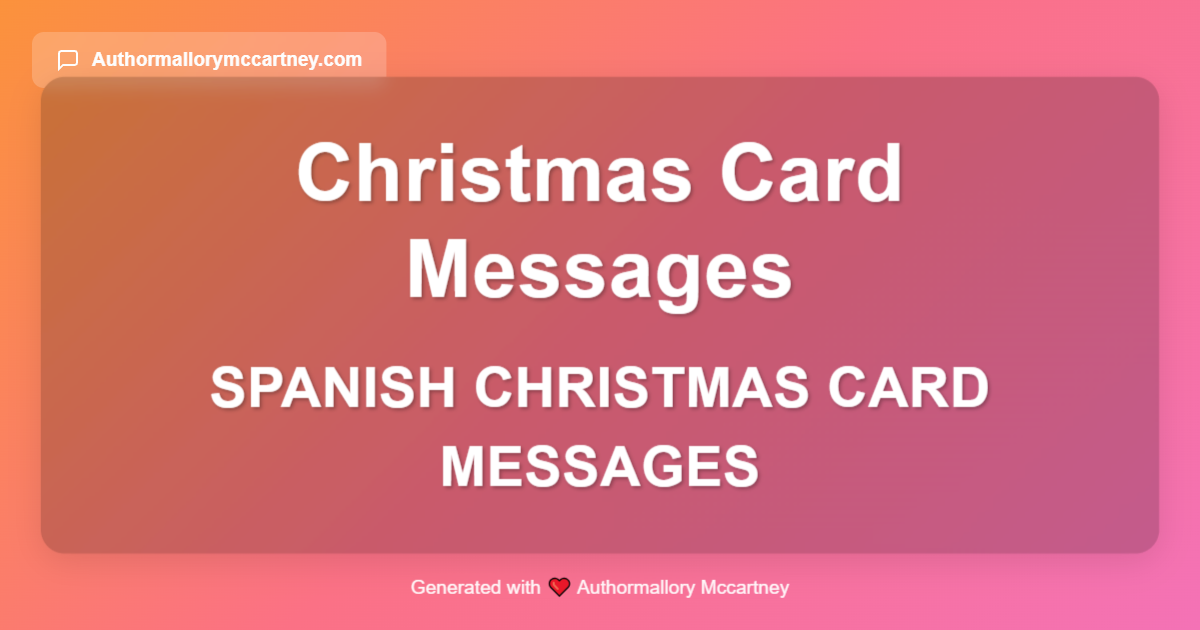 Authormallorymccartney.com
Christmas Card
Messages
SPANISH CHRISTMAS CARD
MESSAGES
Generated with ❤️ Authormallory Mccartney